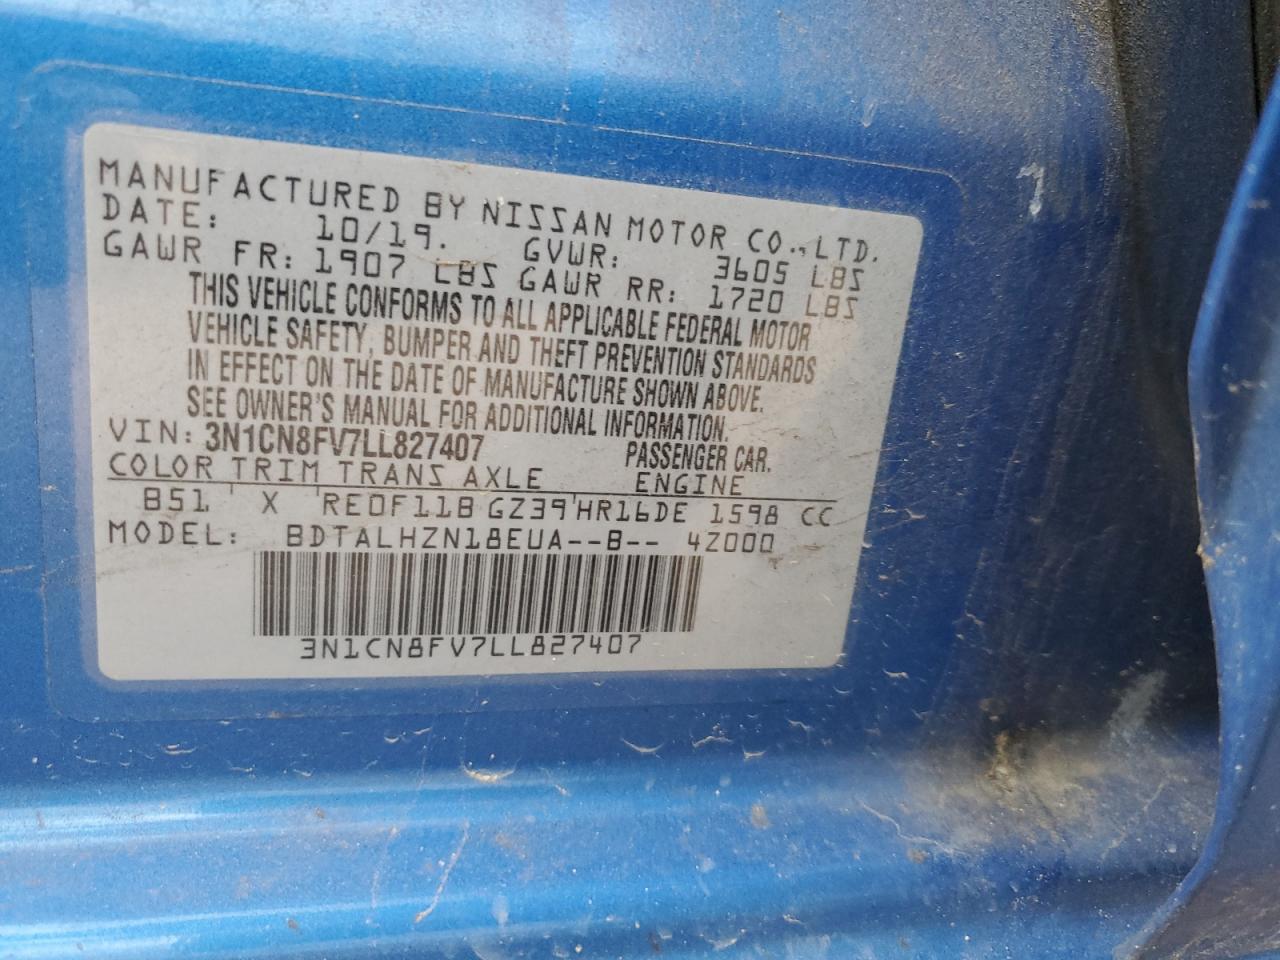 MANUFACTURED BY NISSAN MOTOR CO., LTD.
DATE: 10/19. GVWR: 3605 LBS
GAWR FR: 1907 LBS GAWR RR: 1720 LBS
THIS VEHICLE CONFORMS TO ALL APPLICABLE FEDERAL MOTOR
VEHICLE SAFETY, BUMPER AND THEFT PREVENTION STANDARDS
IN EFFECT ON THE DATE OF MANUFACTURE SHOWN ABOVE.
SEE OWNER'S MANUAL FOR ADDITIONAL INFORMATION.
VIN: 3N1CN8FV7LL827407 PASSENGER CAR.
COLOR TRIM TRANS AXLE ENGINE
B51 X RE0F11B GZ39 HR16DE 1598 CC
MODEL: BDTALHZN18EUA--B-- 4Z000
3N1CN8FV7LL827407